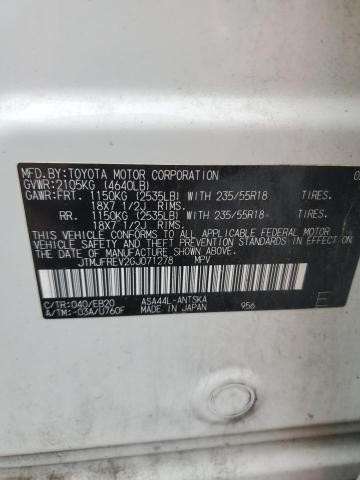 MFD.BY:TOYOTA MOTOR CORPORATION
GVWR:2105KG (4640LB)
GAWR:FRT. 1150KG (2535LB) WITH 235/55R18 TIRES.
18X7 1/2J RIMS.
RR. 1150KG (2535LB) WITH 235/55R18 TIRES.
18X7 1/2J RIMS.
THIS VEHICLE CONFORMS TO ALL APPLICABLE
FEDERAL MOTOR VEHICLE SAFETY AND BUMPER
STANDARDS IN EFFECT ON THE DATE OF
MANUFACTURE SHOWN ABOVE.
JTMJFREV2GJ071278 MPV
C/TR:040/EB20 ASA44L-ANTSKA
A/TM:-03A/U760F MADE IN JAPAN 956
E